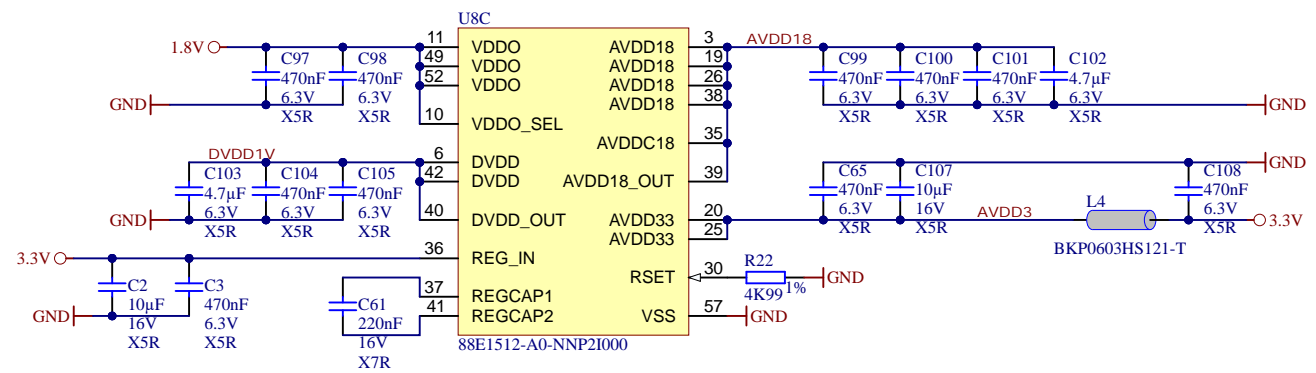 U8C
1.8V
C97
470nF
6.3V
X5R
C98
470nF
6.3V
X5R
GND
11 VDDO
49 VDDO
52 VDDO
10 VDDO_SEL
6 DVDD
42 DVDD
40 DVDD_OUT
36 REG_IN
37 REGCAP1
41 REGCAP2
AVDD18 3
AVDD18 19
AVDD18 26
AVDD18 38
AVDDC18 35
AVDD18_OUT 39
AVDD33 20
AVDD33 25
RSET 30
VSS 57
88E1512-A0-NNP2I000
AVDD18
C99
470nF
6.3V
X5R
C100
470nF
6.3V
X5R
C101
470nF
6.3V
X5R
C102
4.7µF
6.3V
X5R
GND
DVDD1V
C103
4.7µF
6.3V
X5R
C104
470nF
6.3V
X5R
C105
470nF
6.3V
X5R
GND
GND
C65
470nF
6.3V
X5R
C107
10µF
16V
X5R
C108
470nF
6.3V
X5R
AVDD3
L4
BKP0603HS121-T
3.3V
3.3V
C2
10µF
16V
X5R
C3
470nF
6.3V
X5R
GND
C61
220nF
16V
X7R
R22
4K99
1%
GND
GND